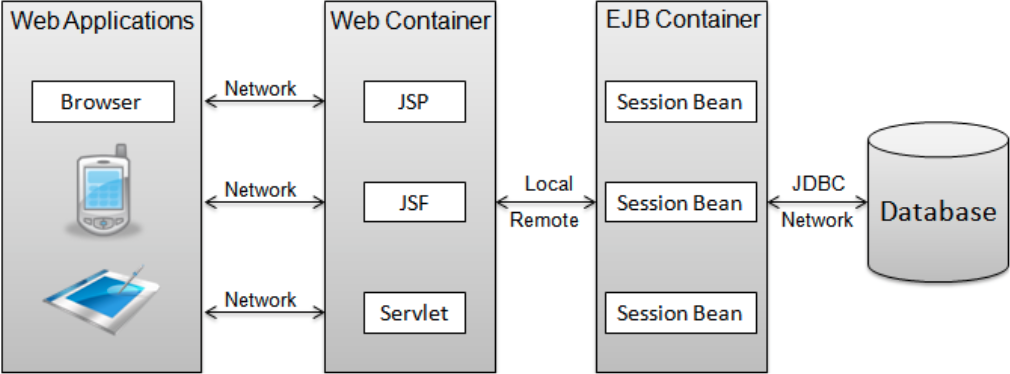 Web Applications
Web Container
EJB Container
Browser
Network
JSP
Session Bean
Network
JSF
Local
Remote
Session Bean
JDBC
Network
Database
Network
Servlet
Session Bean